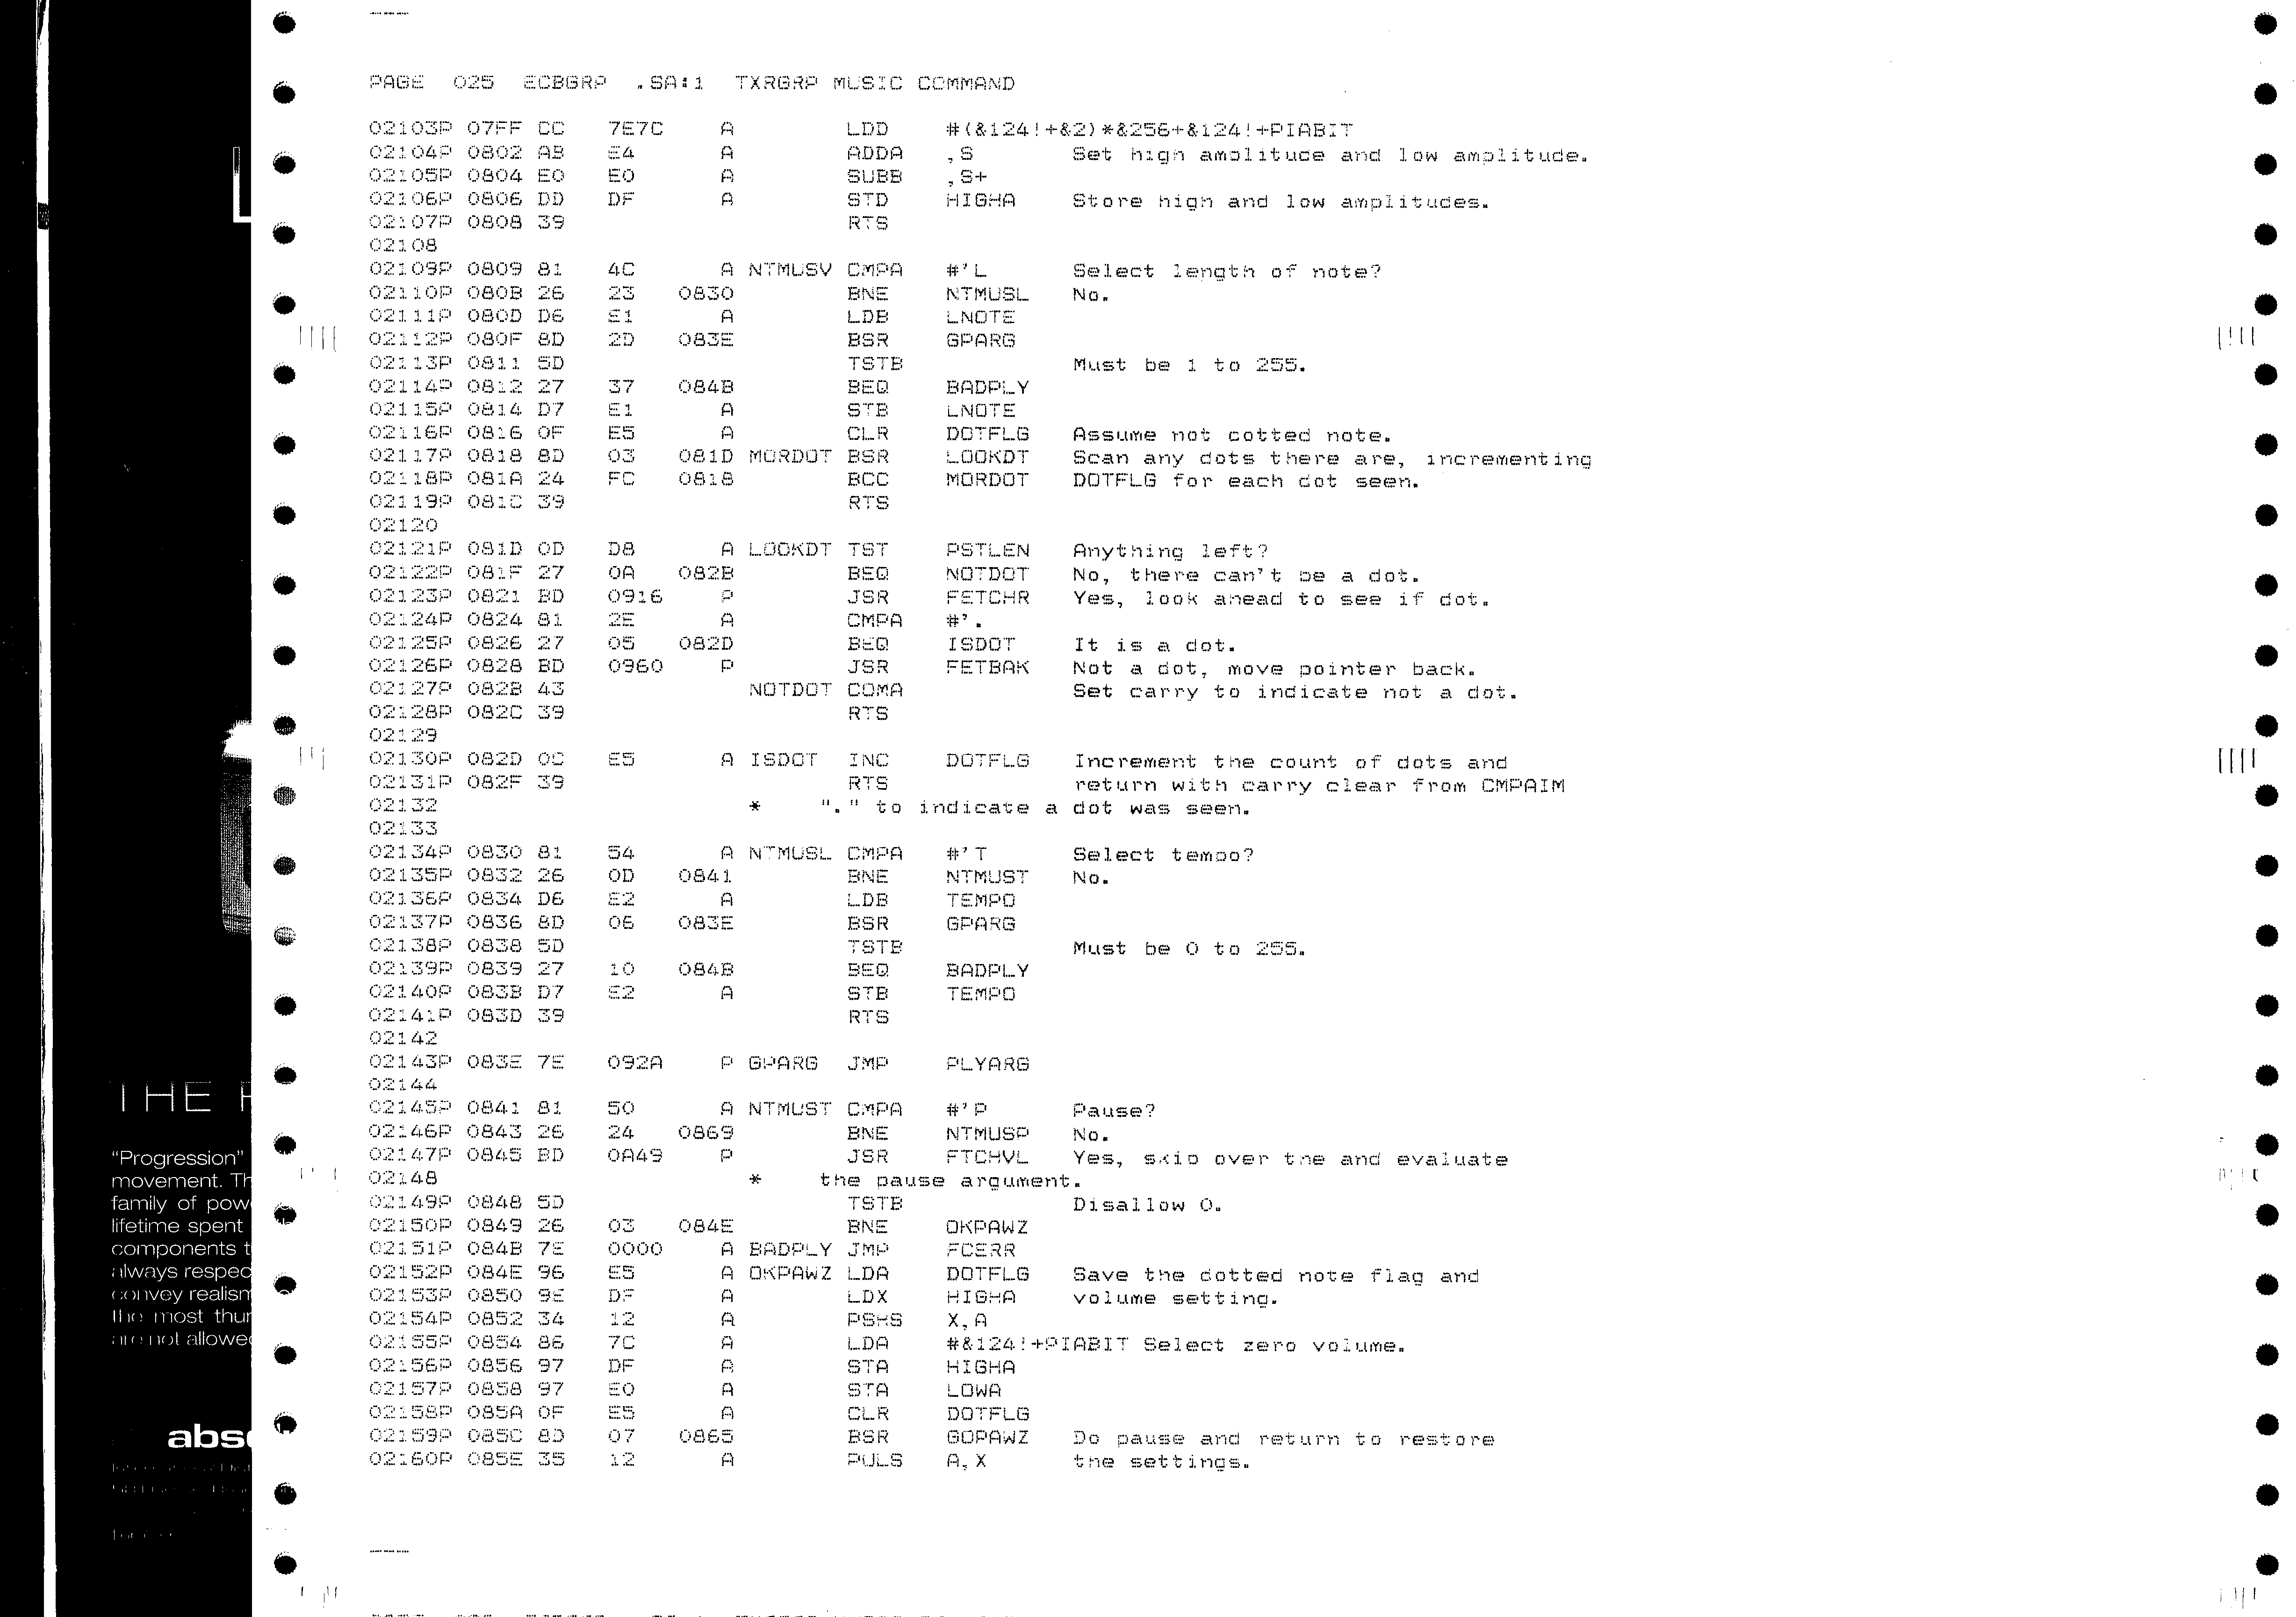 PAGE 025 ECBGRP .SA:1 TXRGRP MUSIC COMMAND
02103P 07FF CC 7E7C A LDD #(&124!+&2)*&256+&124!+PIABIT
02104P 0802 AB E4 A ADDA ,S Set high amplitude and low amplitude.
02105P 0804 E0 E0 A SUBB ,S+
02106P 0806 DD DF A STD HIGHA Store high and low amplitudes.
02107P 0808 39 RTS
02108
02109P 0809 81 4C A NTMUSV CMPA #'L Select length of note?
02110P 080B 26 23 0830 BNE NTMUSL No.
02111P 080D D6 E1 A LDB LNOTE
02112P 080F 8D 2D 083E BSR GPARG
02113P 0811 5D TSTB Must be 1 to 255.
02114P 0812 27 37 084B BEQ BADPLY
02115P 0814 D7 E1 A STB LNOTE
02116P 0816 0F E5 A CLR DOTFLG Assume not dotted note.
02117P 0818 8D 03 081D MORDOT BSR LOOKDT Scan any dots there are, incrementing
02118P 081A 24 FC 0818 BCC MORDOT DOTFLG for each dot seen.
02119P 081C 39 RTS
02120
02121P 081D 0D D8 A LOOKDT TST PSTLEN Anything left?
02122P 081F 27 0A 082B BEQ NOTDOT No, there can't be a dot.
02123P 0821 BD 0916 P JSR FETCHR Yes, look ahead to see if dot.
02124P 0824 81 2E A CMPA #'.
02125P 0826 27 05 082D BEQ ISDOT It is a dot.
02126P 0828 BD 0960 P JSR FETBAK Not a dot, move pointer back.
02127P 082B 43 NOTDOT COMA Set carry to indicate not a dot.
02128P 082C 39 RTS
02129
02130P 082D 0C E5 A ISDOT INC DOTFLG Increment the count of dots and
02131P 082F 39 RTS return with carry clear from CMPAIM
02132 * "." to indicate a dot was seen.
02133
02134P 0830 81 54 A NTMUSL CMPA #'T Select tempo?
02135P 0832 26 0D 0841 BNE NTMUST No.
02136P 0834 D6 E2 A LDB TEMPO
02137P 0836 8D 06 083E BSR GPARG
02138P 0838 5D TSTB Must be 0 to 255.
02139P 0839 27 10 084B BEQ BADPLY
02140P 083B D7 E2 A STB TEMPO
02141P 083D 39 RTS
02142
02143P 083E 7E 092A P GPARG JMP PLYARG
02144
02145P 0841 81 50 A NTMUST CMPA #'P Pause?
02146P 0843 26 24 0869 BNE NTMUSP No.
02147P 0845 BD 0A49 P JSR FTCHVL Yes, skip over the and evaluate
02148 * the pause argument.
02149P 0848 5D TSTB Disallow 0.
02150P 0849 26 03 084E BNE OKPAWZ
02151P 084B 7E 0000 A BADPLY JMP FCERR
02152P 084E 96 E5 A OKPAWZ LDA DOTFLG Save the dotted note flag and
02153P 0850 9E DF A LDX HIGHA volume setting.
02154P 0852 34 12 A PSHS X,A
02155P 0854 86 7C A LDA #&124!+PIABIT Select zero volume.
02156P 0856 97 DF A STA HIGHA
02157P 0858 97 E0 A STA LOWA
02158P 085A 0F E5 A CLR DOTFLG
02159P 085C 8D 07 0865 BSR GOPAWZ Do pause and return to restore
02160P 085E 35 12 A PULS A,X the settings.
THE
"Progression"
movement. Th
family of pow
lifetime spent
components t
always respec
convey realism
the most thun
are not allowed
abs